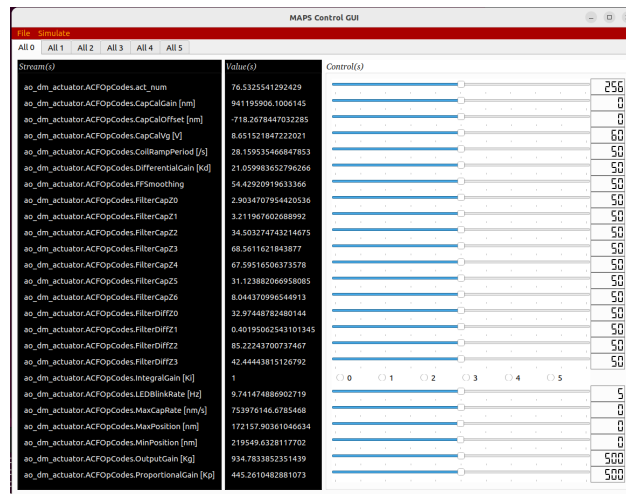 MAPS Control GUI
File Simulate
All 0 All 1 All 2 All 3 All 4 All 5
Stream(s) Value(s) Control(s)
ao_dm_actuator.ACFOpCodes.act_num 76.5325541292429 256
ao_dm_actuator.ACFOpCodes.CapCalGain [nm] 941195906.1006145 0
ao_dm_actuator.ACFOpCodes.CapCalOffset [nm] -718.2678447032285 0
ao_dm_actuator.ACFOpCodes.CapCalVg [V] 8.651521847222021 60
ao_dm_actuator.ACFOpCodes.CoilRampPeriod [/s] 28.159535466847853 50
ao_dm_actuator.ACFOpCodes.DifferentialGain [Kd] 21.059983652796266 50
ao_dm_actuator.ACFOpCodes.FFSmoothing 54.42920919633366 50
ao_dm_actuator.ACFOpCodes.FilterCapZ0 2.9034707954420536 50
ao_dm_actuator.ACFOpCodes.FilterCapZ1 3.211967602688992 50
ao_dm_actuator.ACFOpCodes.FilterCapZ2 34.503274743214675 50
ao_dm_actuator.ACFOpCodes.FilterCapZ3 68.5611621843877 50
ao_dm_actuator.ACFOpCodes.FilterCapZ4 67.59516506373578 50
ao_dm_actuator.ACFOpCodes.FilterCapZ5 31.123882066958085 50
ao_dm_actuator.ACFOpCodes.FilterCapZ6 8.044370996544913 50
ao_dm_actuator.ACFOpCodes.FilterDiffZ0 32.97448782480144 50
ao_dm_actuator.ACFOpCodes.FilterDiffZ1 0.40195062543101345 50
ao_dm_actuator.ACFOpCodes.FilterDiffZ2 85.22243700737467 50
ao_dm_actuator.ACFOpCodes.FilterDiffZ3 42.44443815126792 50
ao_dm_actuator.ACFOpCodes.IntegralGain [Ki] 1 0 1 2 3 4 5
ao_dm_actuator.ACFOpCodes.LEDBlinkRate [Hz] 9.741474886902719 5
ao_dm_actuator.ACFOpCodes.MaxCapRate [nm/s] 753976146.6785468 0
ao_dm_actuator.ACFOpCodes.MaxPosition [nm] 172157.90361046634 0
ao_dm_actuator.ACFOpCodes.MinPosition [nm] 219549.6328117702 0
ao_dm_actuator.ACFOpCodes.OutputGain [Kg] 934.7833852351439 500
ao_dm_actuator.ACFOpCodes.ProportionalGain [Kp] 445.2610482881073 500